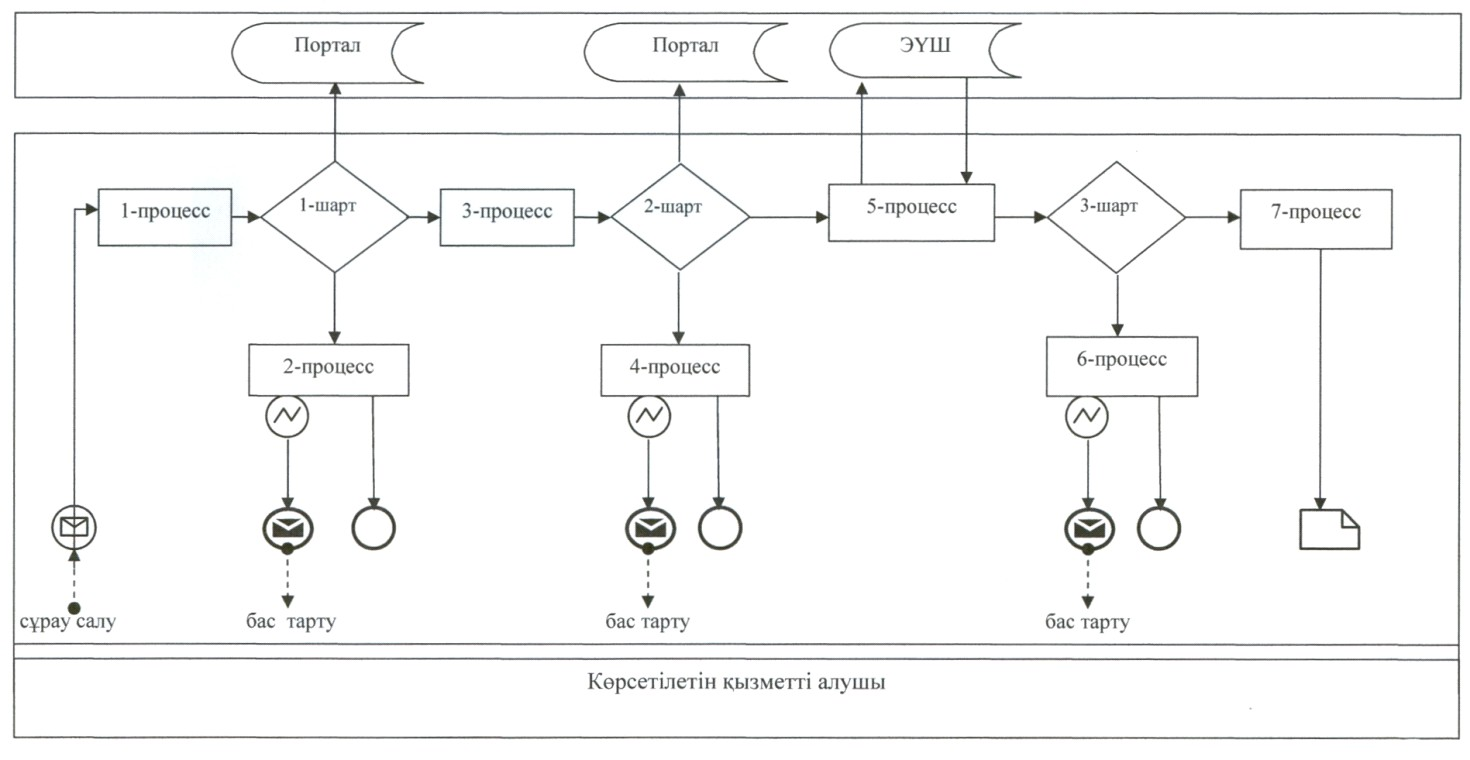 Портал
Портал
ЭҮШ
1-процесс
1-шарт
3-процесс
2-шарт
5-процесс
3-шарт
7-процесс
2-процесс
4-процесс
6-процесс
сұрау салу
бас тарту
бас тарту
бас тарту
Көрсетілетін қызметті алушы